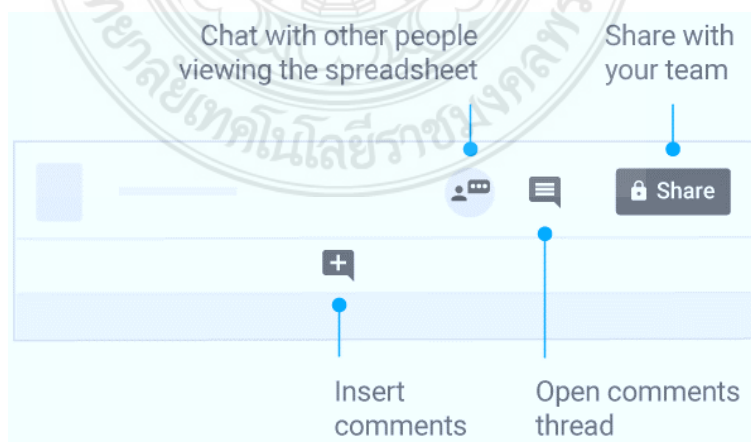 Chat with other people
viewing the spreadsheet
Share with
your team
Share
Insert
comments
Open comments
thread